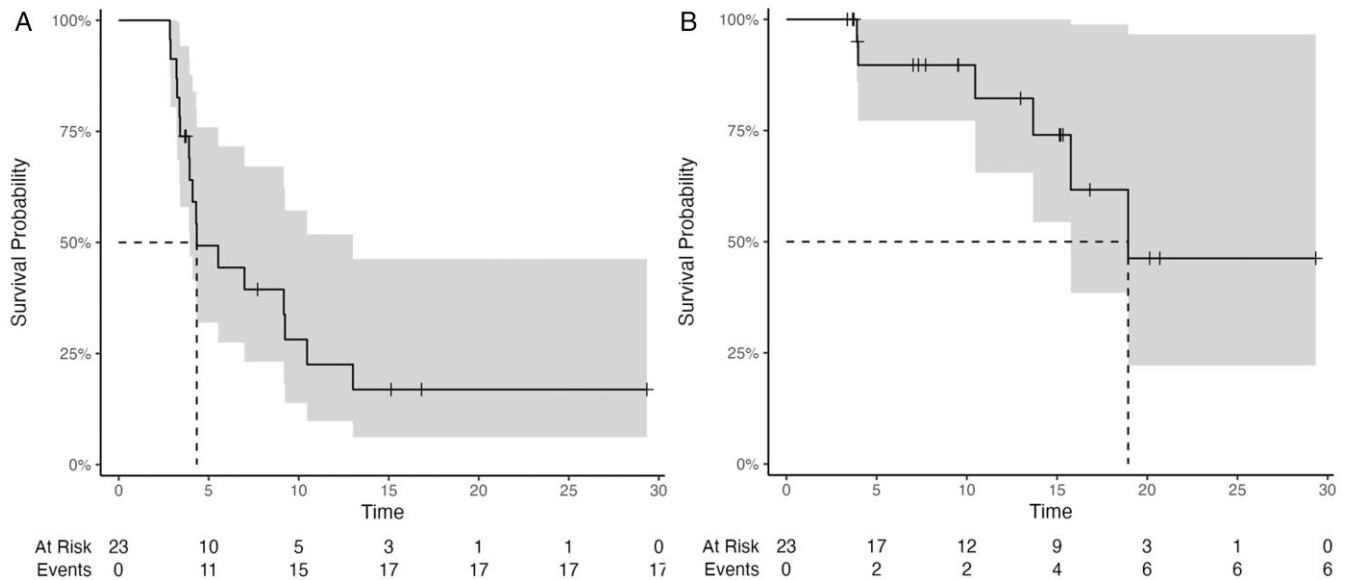 A
100%
75%
50%
25%
0%
Survival Probability
0 5 10 15 20 25 30
Time
At Risk 23 10 5 3 1 1 0
Events 0 11 15 17 17 17 17
B
100%
75%
50%
25%
0%
Survival Probability
0 5 10 15 20 25 30
Time
At Risk 23 17 12 9 3 1 0
Events 0 2 2 4 6 6 6